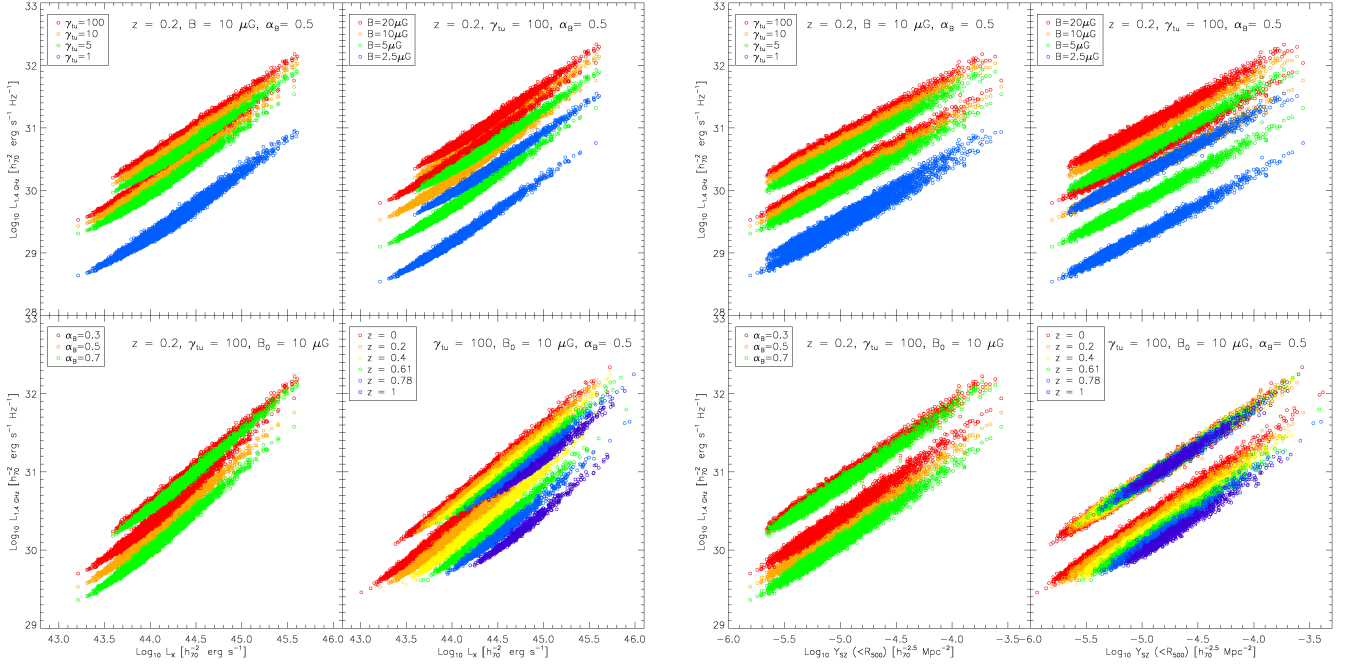 γtu=100
γtu=10
γtu=5
γtu=1
z = 0.2, B = 10 μG, αB= 0.5
B=20μG
B=10μG
B=5μG
B=2.5μG
z = 0.2, γtu = 100, αB= 0.5
33
32
31
30
29
28
Log10 L1.4 GHz [h70^-2 erg s^-1 Hz^-1]
αB=0.3
αB=0.5
αB=0.7
z = 0.2, γtu = 100, B0 = 10 μG
z = 0
z = 0.2
z = 0.4
z = 0.61
z = 0.78
z = 1
γtu = 100, B0 = 10 μG, αB= 0.5
33
32
31
30
29
Log10 L1.4 GHz [h70^-2 erg s^-1 Hz^-1]
43.0 43.5 44.0 44.5 45.0 45.5 46.0
43.5 44.0 44.5 45.0 45.5 46.0
Log10 LX [h70^-2 erg s^-1]
Log10 LX [h70^-2 erg s^-1]
γtu=100
γtu=10
γtu=5
γtu=1
z = 0.2, B = 10 μG, αB= 0.5
B=20μG
B=10μG
B=5μG
B=2.5μG
z = 0.2, γtu = 100, αB= 0.5
33
32
31
30
29
28
Log10 L1.4 GHz [h70^-2 erg s^-1 Hz^-1]
αB=0.3
αB=0.5
αB=0.7
z = 0.2, γtu = 100, B0 = 10 μG
z = 0
z = 0.2
z = 0.4
z = 0.61
z = 0.78
z = 1
γtu = 100, B0 = 10 μG, αB= 0.5
33
32
31
30
29
Log10 L1.4 GHz [h70^-2 erg s^-1 Hz^-1]
-6.0 -5.5 -5.0 -4.5 -4.0 -3.5
-5.5 -5.0 -4.5 -4.0 -3.5
Log10 YSZ (<R500) [h70^-2.5 Mpc^-2]
Log10 YSZ (<R500) [h70^-2.5 Mpc^-2]